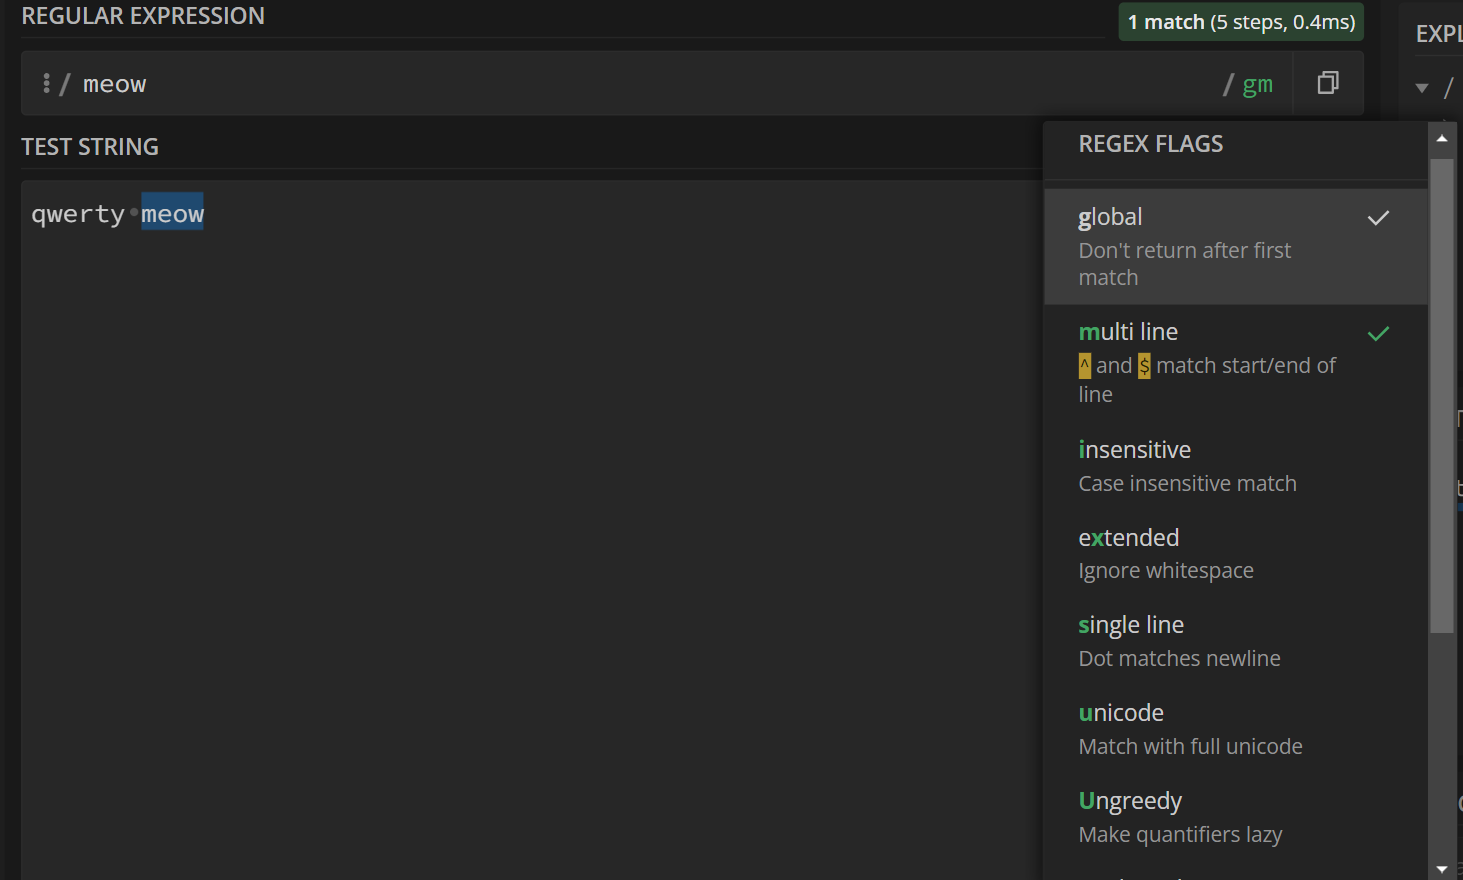 REGULAR EXPRESSION
1 match (5 steps, 0.4ms)
/ meow
/ gm
TEST STRING
qwerty·meow
REGEX FLAGS
global
Don't return after first
match
multi line
^ and $ match start/end of
line
insensitive
Case insensitive match
extended
Ignore whitespace
single line
Dot matches newline
unicode
Match with full unicode
Ungreedy
Make quantifiers lazy
/